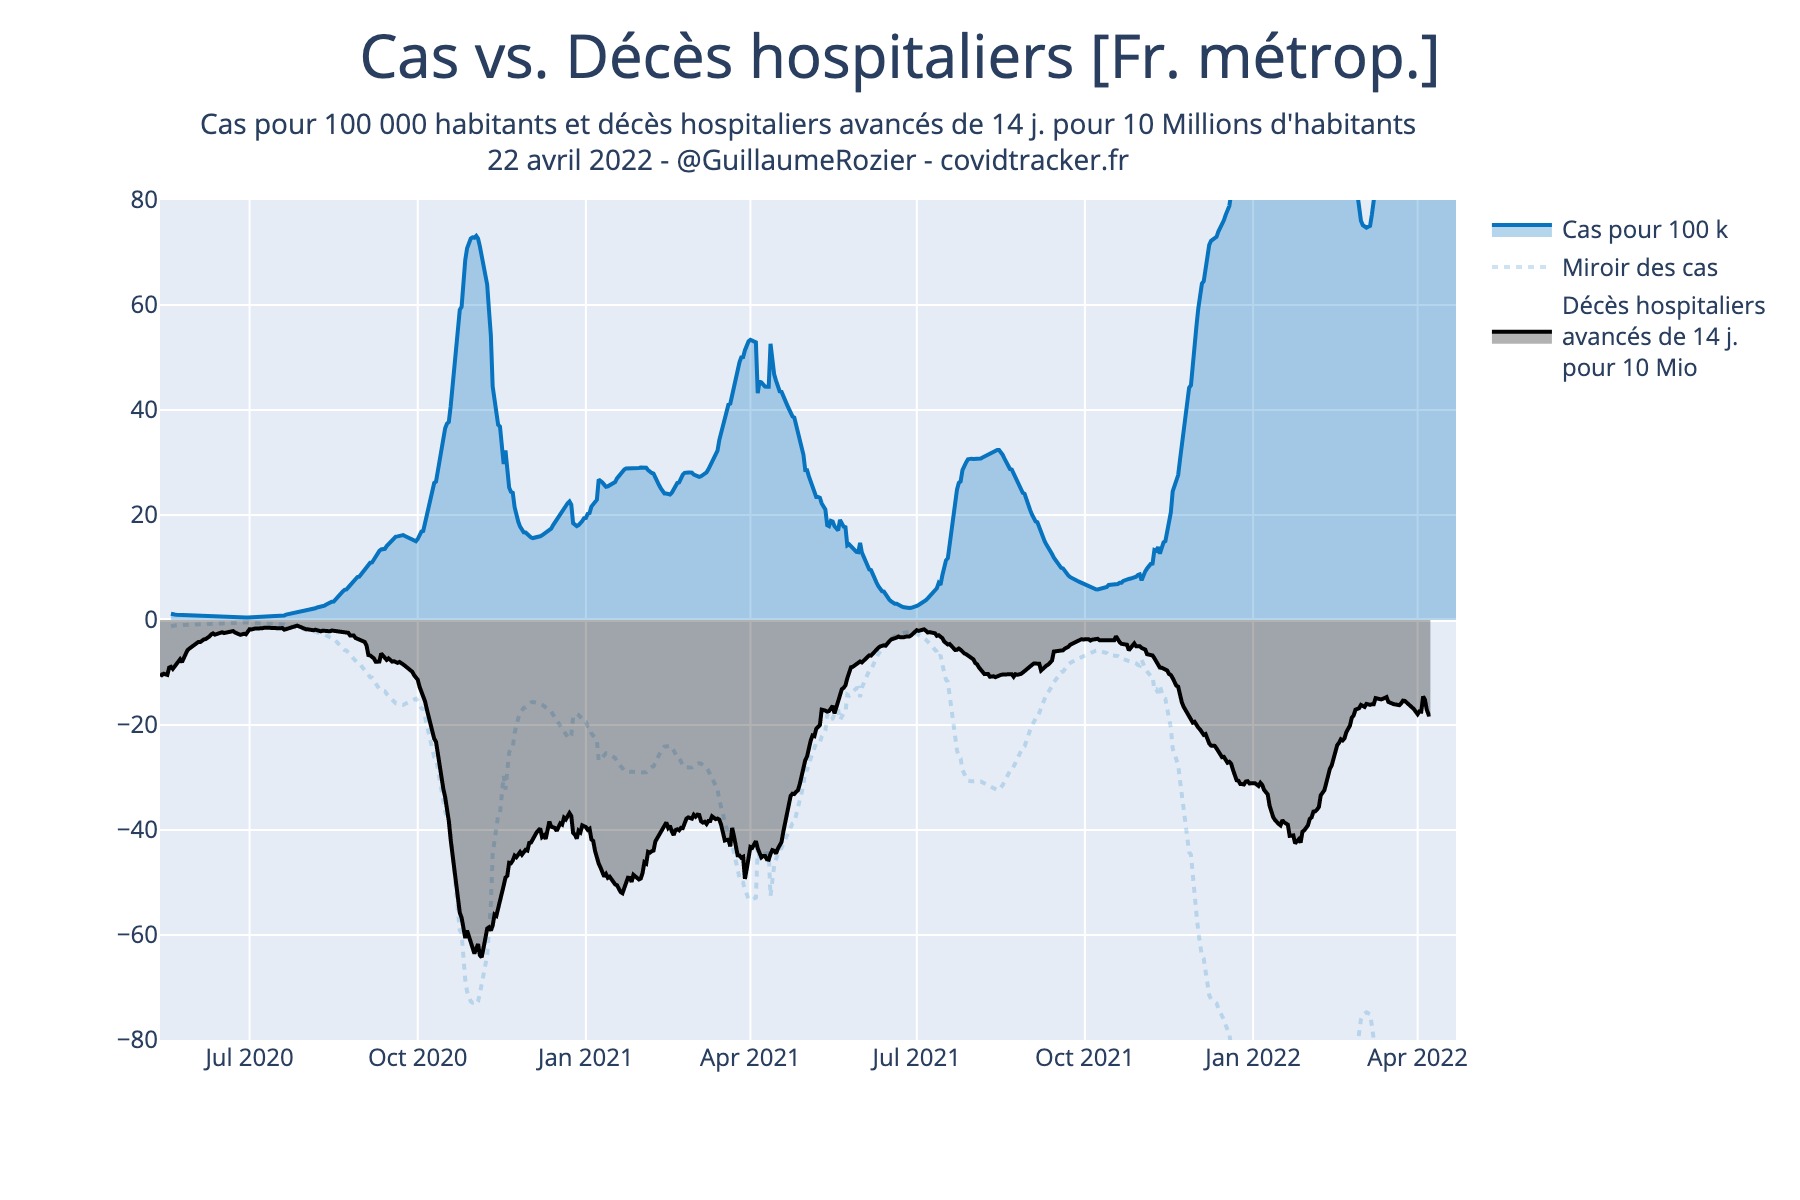 Cas vs. Décès hospitaliers [Fr. métrop.]
Cas pour 100 000 habitants et décès hospitaliers avancés de 14 j. pour 10 Millions d'habitants
22 avril 2022 - @GuillaumeRozier - covidtracker.fr
80
60
40
20
0
−20
−40
−60
−80
Jul 2020
Oct 2020
Jan 2021
Apr 2021
Jul 2021
Oct 2021
Jan 2022
Apr 2022
Cas pour 100 k
Miroir des cas
Décès hospitaliers
avancés de 14 j.
pour 10 Mio